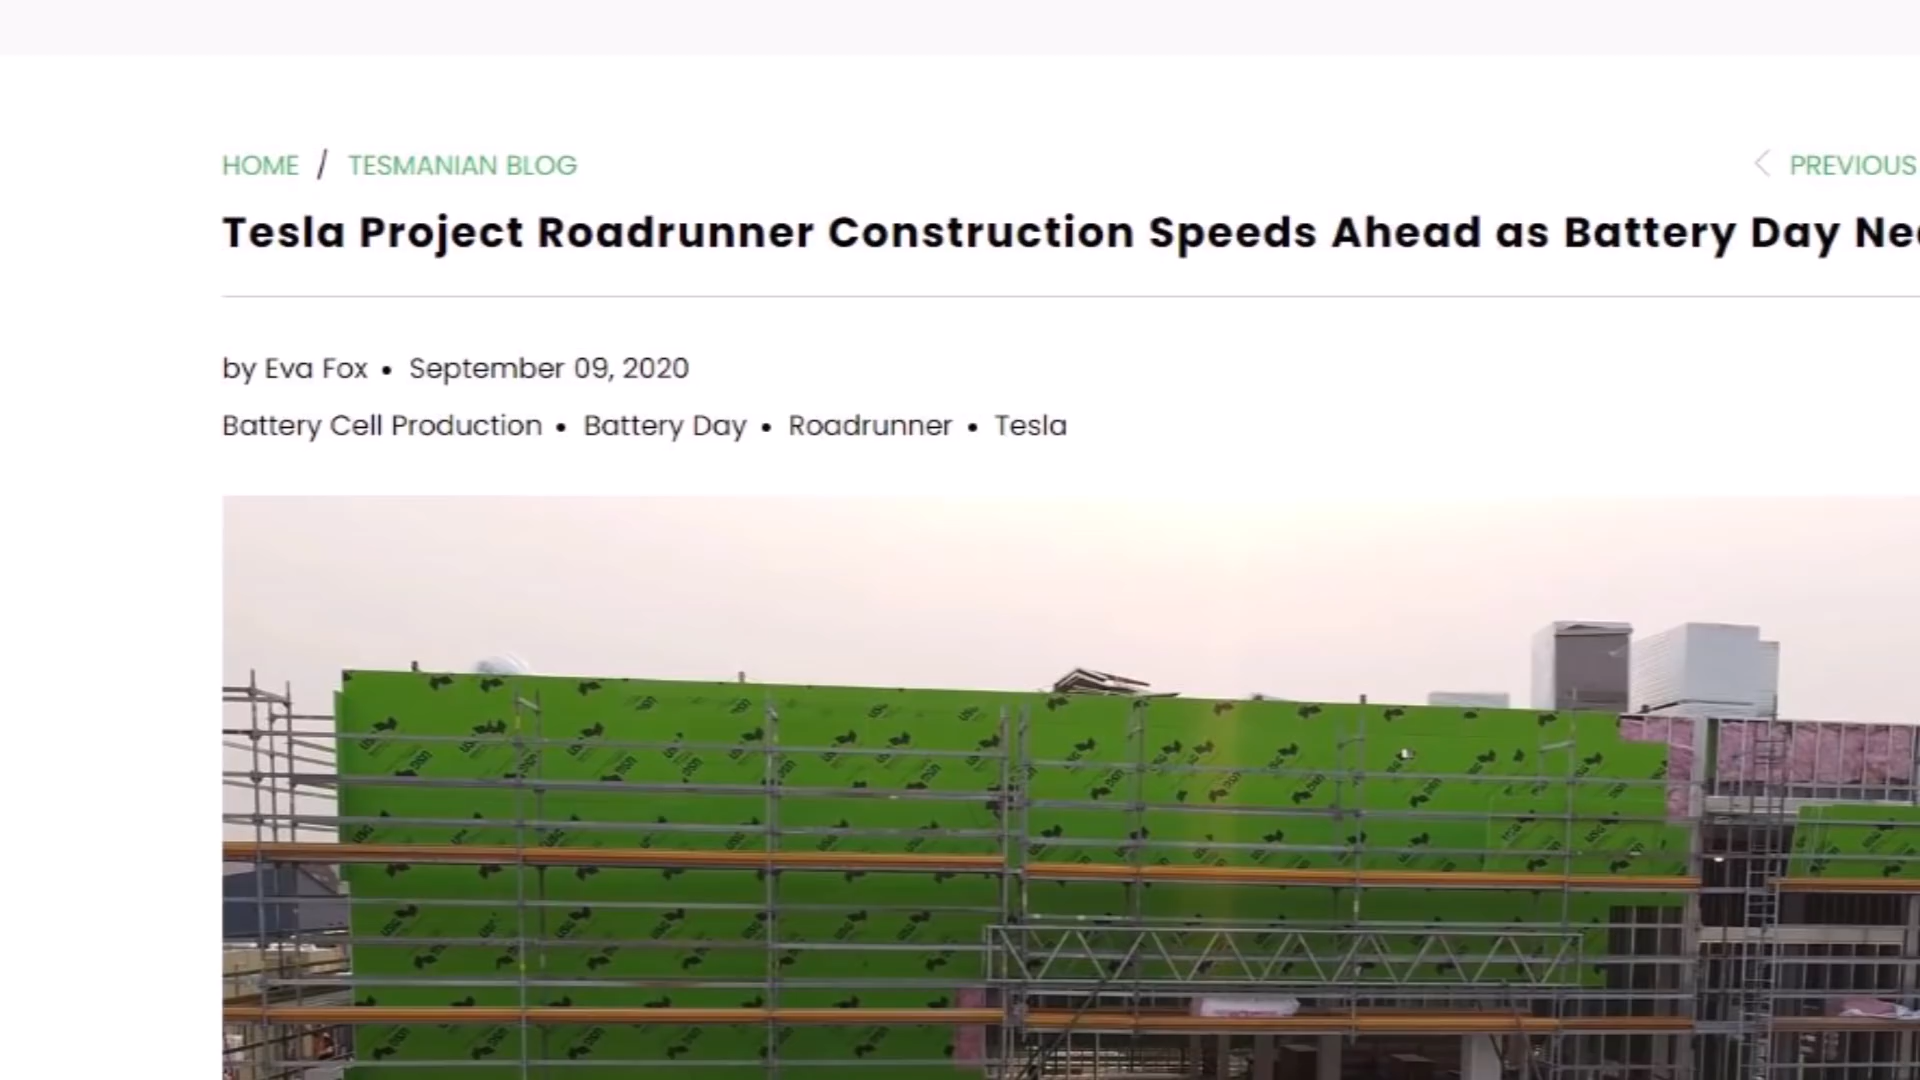 HOME / TESMANIAN BLOG
PREVIOUS
Tesla Project Roadrunner Construction Speeds Ahead as Battery Day Nea
by Eva Fox • September 09, 2020
Battery Cell Production • Battery Day • Roadrunner • Tesla